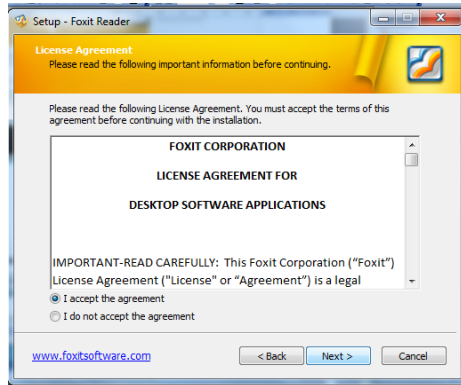 Setup - Foxit Reader
License Agreement
Please read the following important information before continuing.
Please read the following License Agreement. You must accept the terms of this
agreement before continuing with the installation.
FOXIT CORPORATION
LICENSE AGREEMENT FOR
DESKTOP SOFTWARE APPLICATIONS
IMPORTANT-READ CAREFULLY: This Foxit Corporation (“Foxit”)
License Agreement ("License" or “Agreement”) is a legal
I accept the agreement
I do not accept the agreement
www.foxitsoftware.com
< Back Next > Cancel